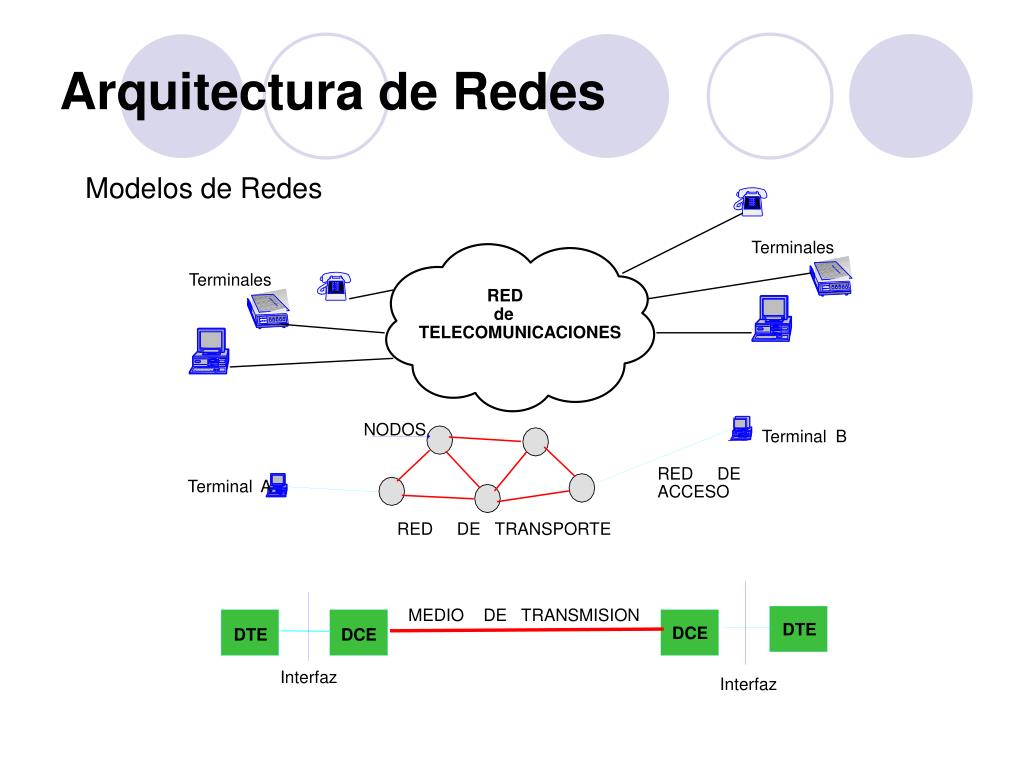 Arquitectura de Redes
Modelos de Redes
Terminales
Terminales
RED
de
TELECOMUNICACIONES
NODOS
Terminal B
Terminal A
RED DE
ACCESO
RED DE TRANSPORTE
MEDIO DE TRANSMISION
DTE
DCE
DCE
DTE
Interfaz
Interfaz